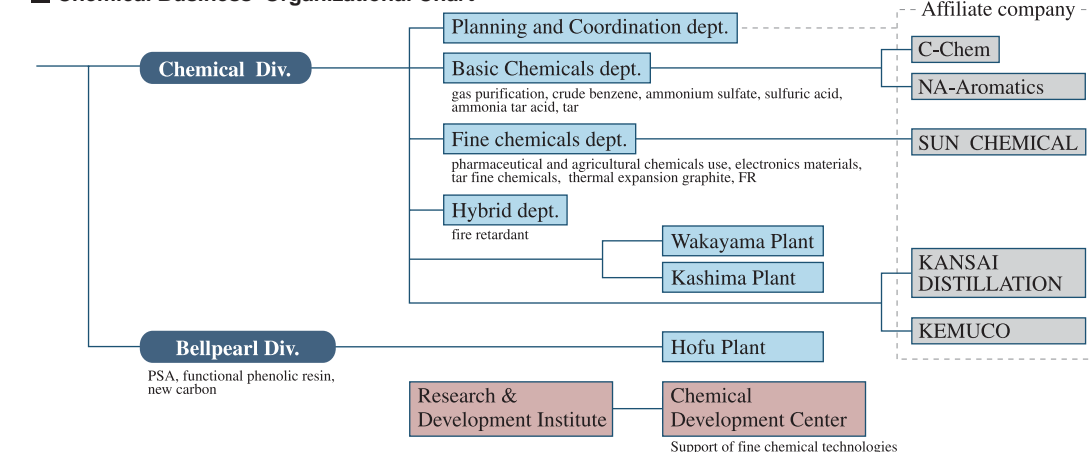 Chemical Business Organizational Chart
Affiliate company
Planning and Coordination dept.
Chemical Div.
Basic Chemicals dept.
gas purification, crude benzene, ammonium sulfate, sulfuric acid,
ammonia tar acid, tar
C-Chem
NA-Aromatics
Fine chemicals dept.
pharmaceutical and agricultural chemicals use, electronics materials,
tar fine chemicals, thermal expansion graphite, FR
SUN CHEMICAL
Hybrid dept.
fire retardant
Wakayama Plant
Kashima Plant
KANSAI
DISTILLATION
KEMUCO
Bellpearl Div.
PSA, functional phenolic resin,
new carbon
Hofu Plant
Research &
Development Institute
Chemical
Development Center
Support of fine chemical technologies